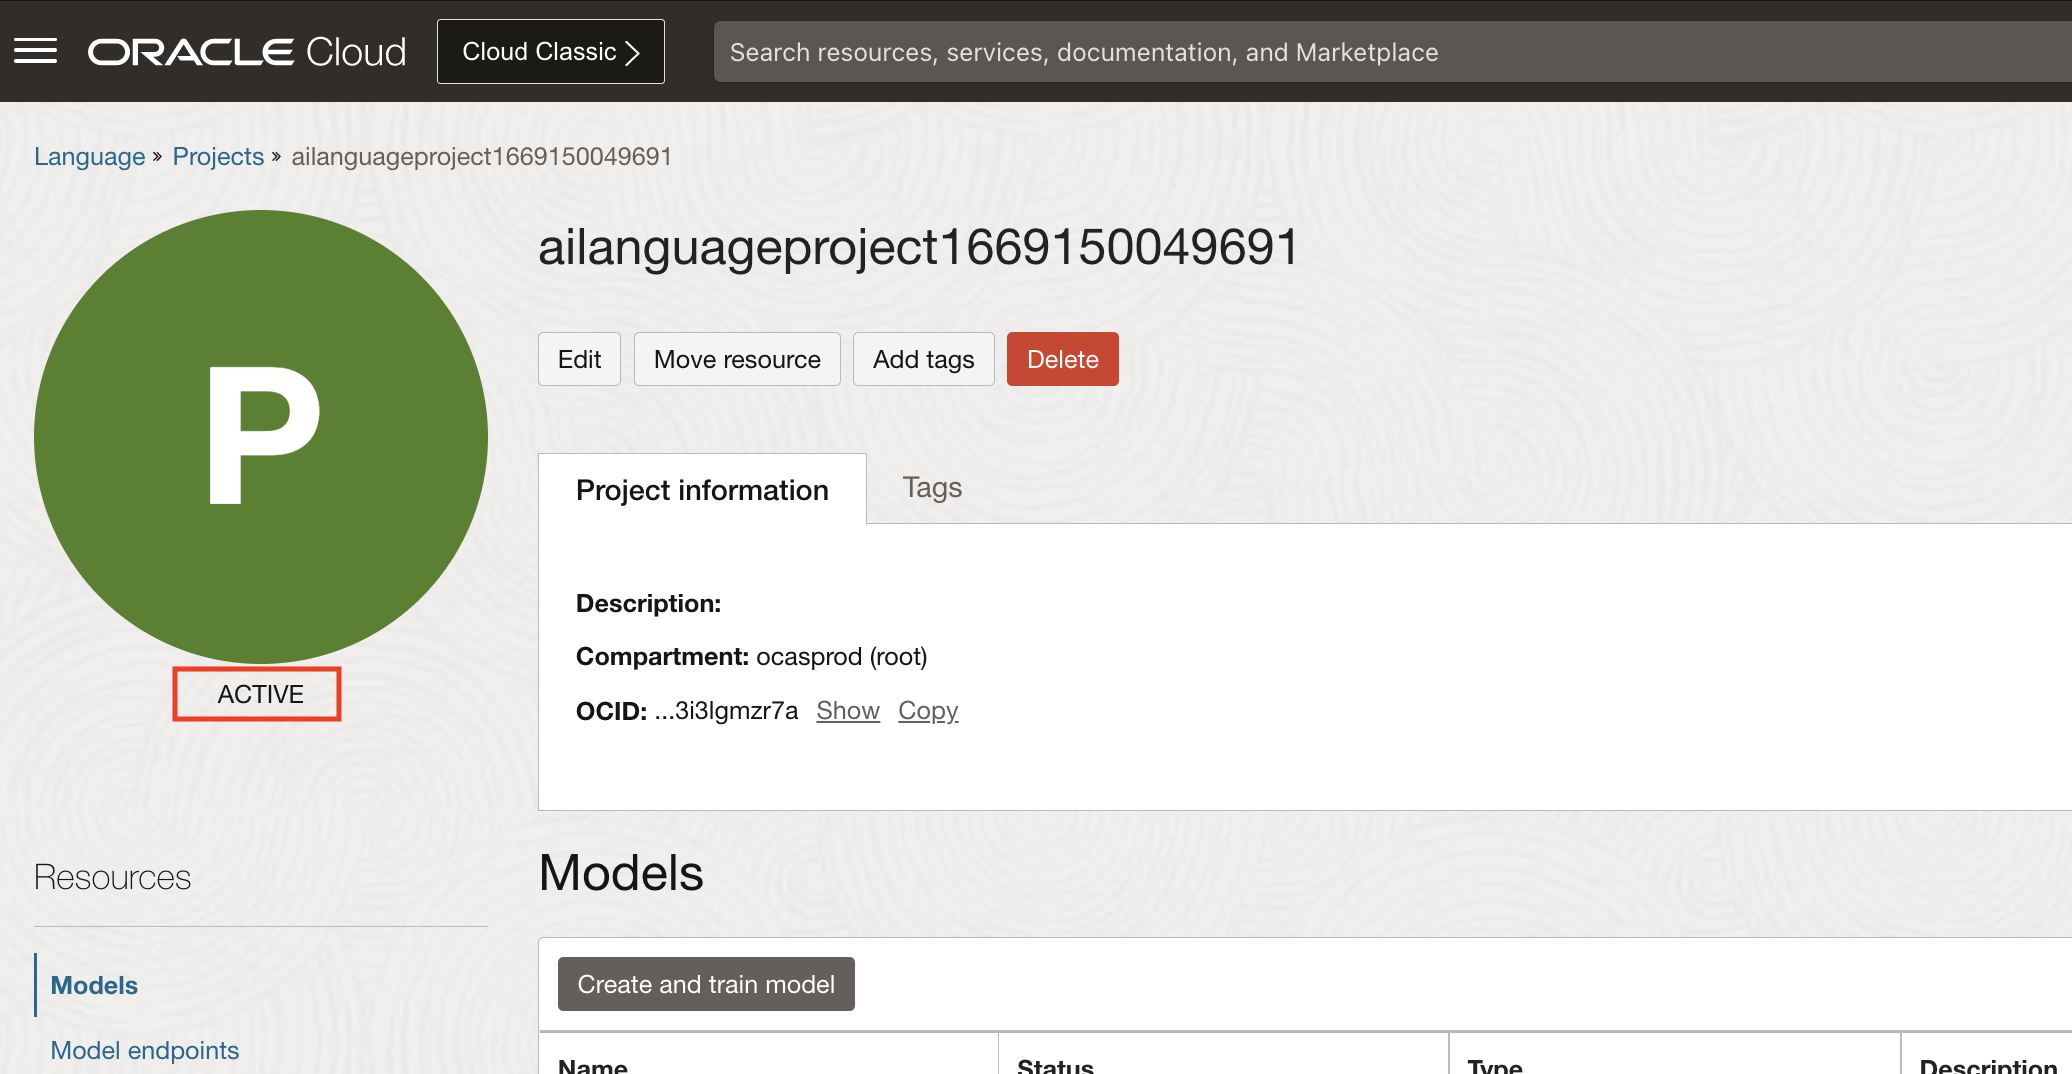 ORACLE Cloud
Cloud Classic
Search resources, services, documentation, and Marketplace
Language » Projects » ailanguageproject1669150049691
P
ACTIVE
ailanguageproject1669150049691
Edit
Move resource
Add tags
Delete
Project information
Tags
Description:
Compartment: ocasprod (root)
OCID: ...3i3lgmzr7a Show Copy
Resources
Models
Model endpoints
Models
Create and train model
Name Status Type Description